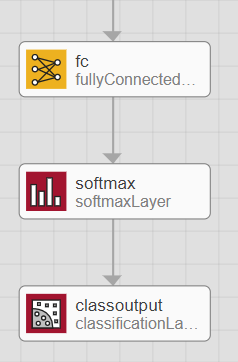 fc
fullyConnected...
softmax
softmaxLayer
classoutput
classificationLa...